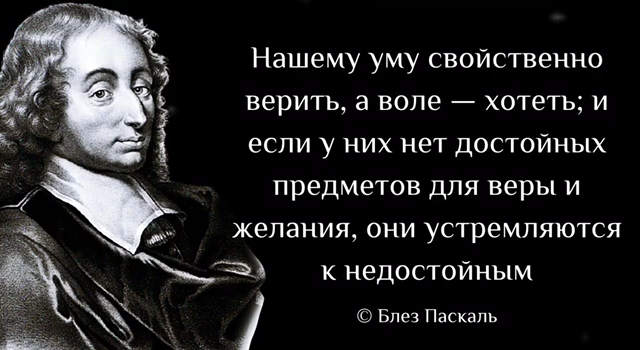 Нашему уму свойственно
верить, а воле — хотеть; и
если у них нет достойных
предметов для веры и
желания, они устремляются
к недостойным
© Блез Паскаль